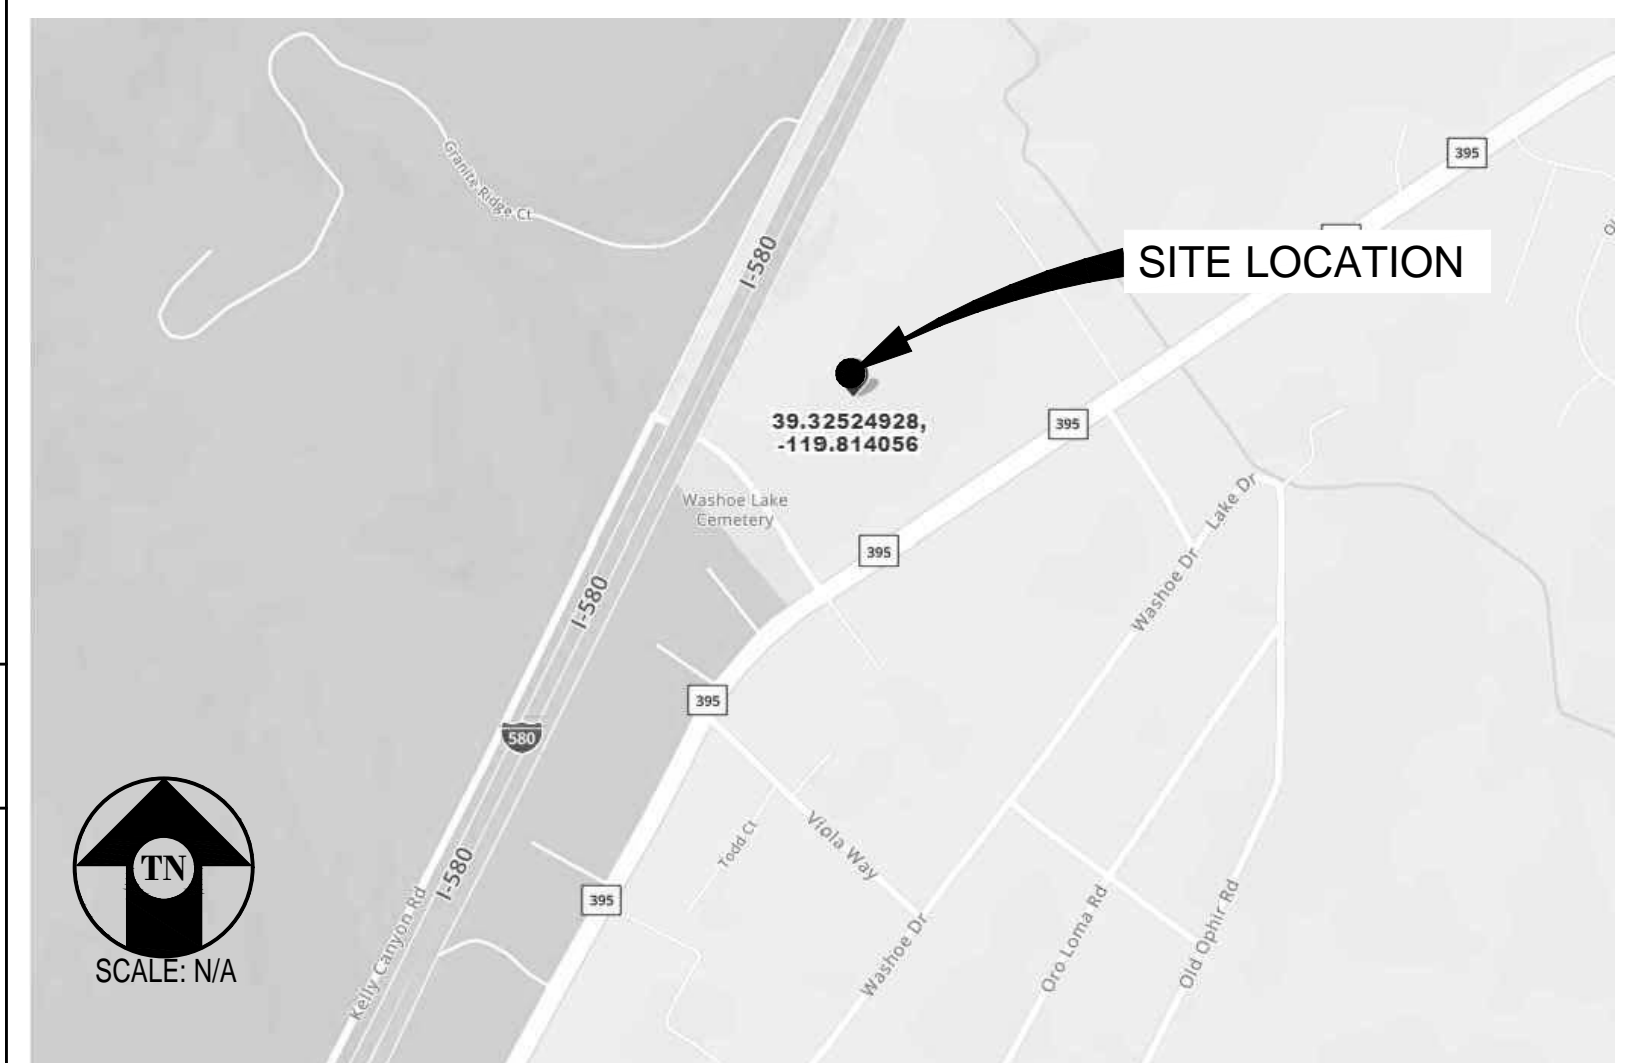 395
Granite Ridge Ct
I-580
SITE LOCATION
39.32524928,
-119.814056
395
Washoe Lake
Cemetery
Lake Dr
395
I-580
Washoe Dr
395
580
Viola Way
Todd Ct
I-580
395
Kelly Canyon Rd
Washoe Dr
Oro Loma Rd
Old Ophir Rd
TN
SCALE: N/A